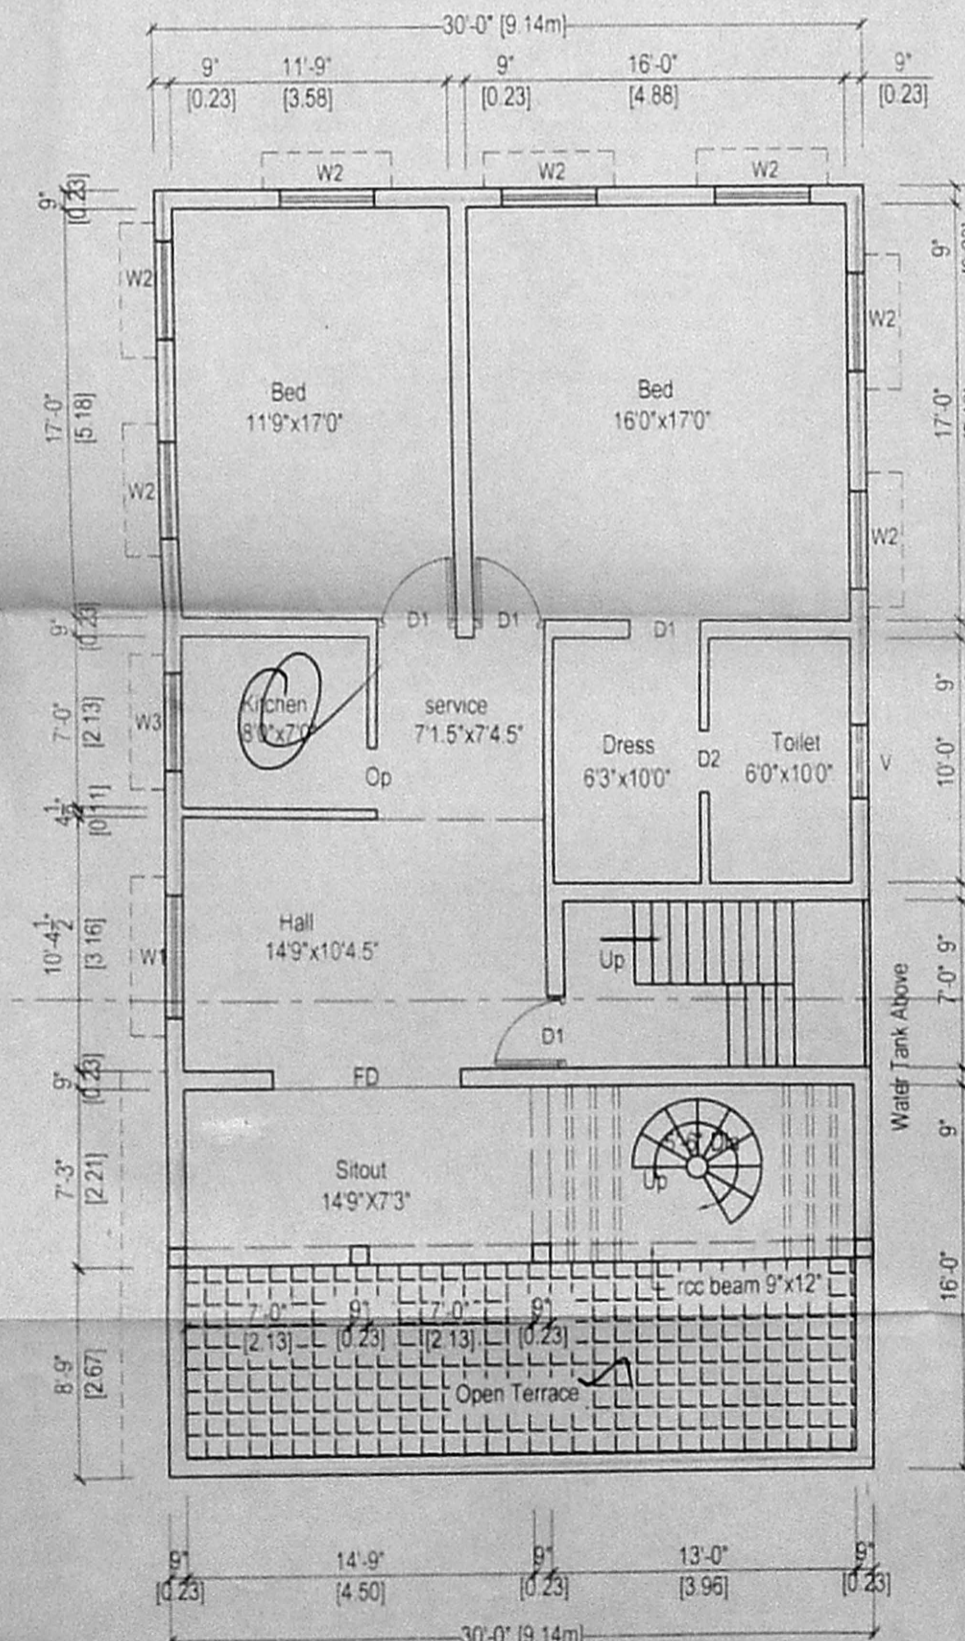 30'-0" [9.14m]
9" 11'-9" 9" 16'-0" 9"
[0.23] [3.58] [0.23] [4.88] [0.23]
W2 W2 W2
9"
[0.23]
9"
W2
W2
Bed
11'9"x17'0"
Bed
16'0"x17'0"
17'-0"
[5.18]
17'-0"
W2
W2
D1 D1 D1
9"
[0.23]
9"
7'-0"
[2.13]
W3
Kitchen
8'0"x7'0"
service
7'1.5"x7'4.5"
Dress
6'3"x10'0"
D2
Toilet
6'0"x10'0"
V
10'-0"
Op
4 1/2"
[0.11]
10'-4 1/2"
[3.16]
W1
Hall
14'9"x10'4.5"
Up
9"
7'-0"
Water Tank Above
D1
FD
9"
[0.23]
9"
7'-3"
[2.21]
Sitout
14'9"X7'3"
Up
16'-0"
rcc beam 9"x12"
7'-0" 9" 7'-0" 9"
[2.13] [0.23] [2.13] [0.23]
8'-9"
[2.67]
Open Terrace
9" 14'-9" 9" 13'-0" 9"
[0.23] [4.50] [0.23] [3.96] [0.23]
30'-0" [9.14m]